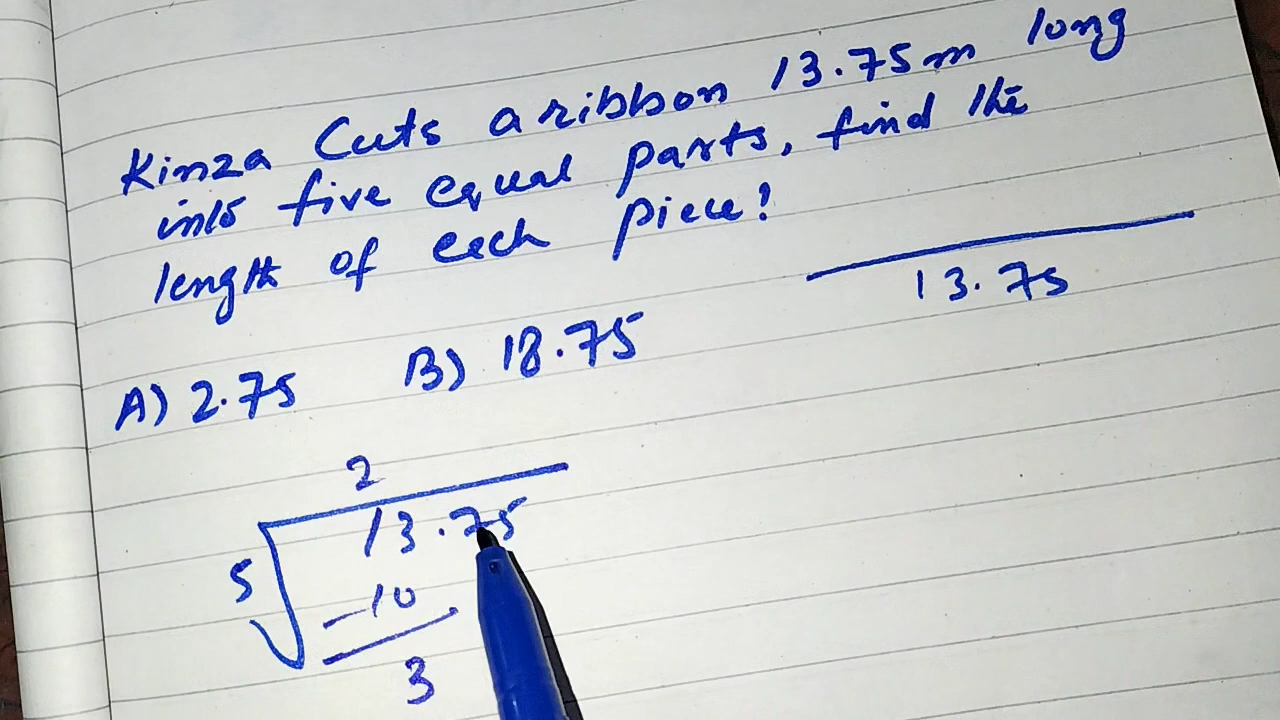 Kinza Cuts a ribbon 13.75m long
into five equal parts, find the
length of each piece?
13.75
A) 2.75 B) 18.75
2
5 13.75
-10
3